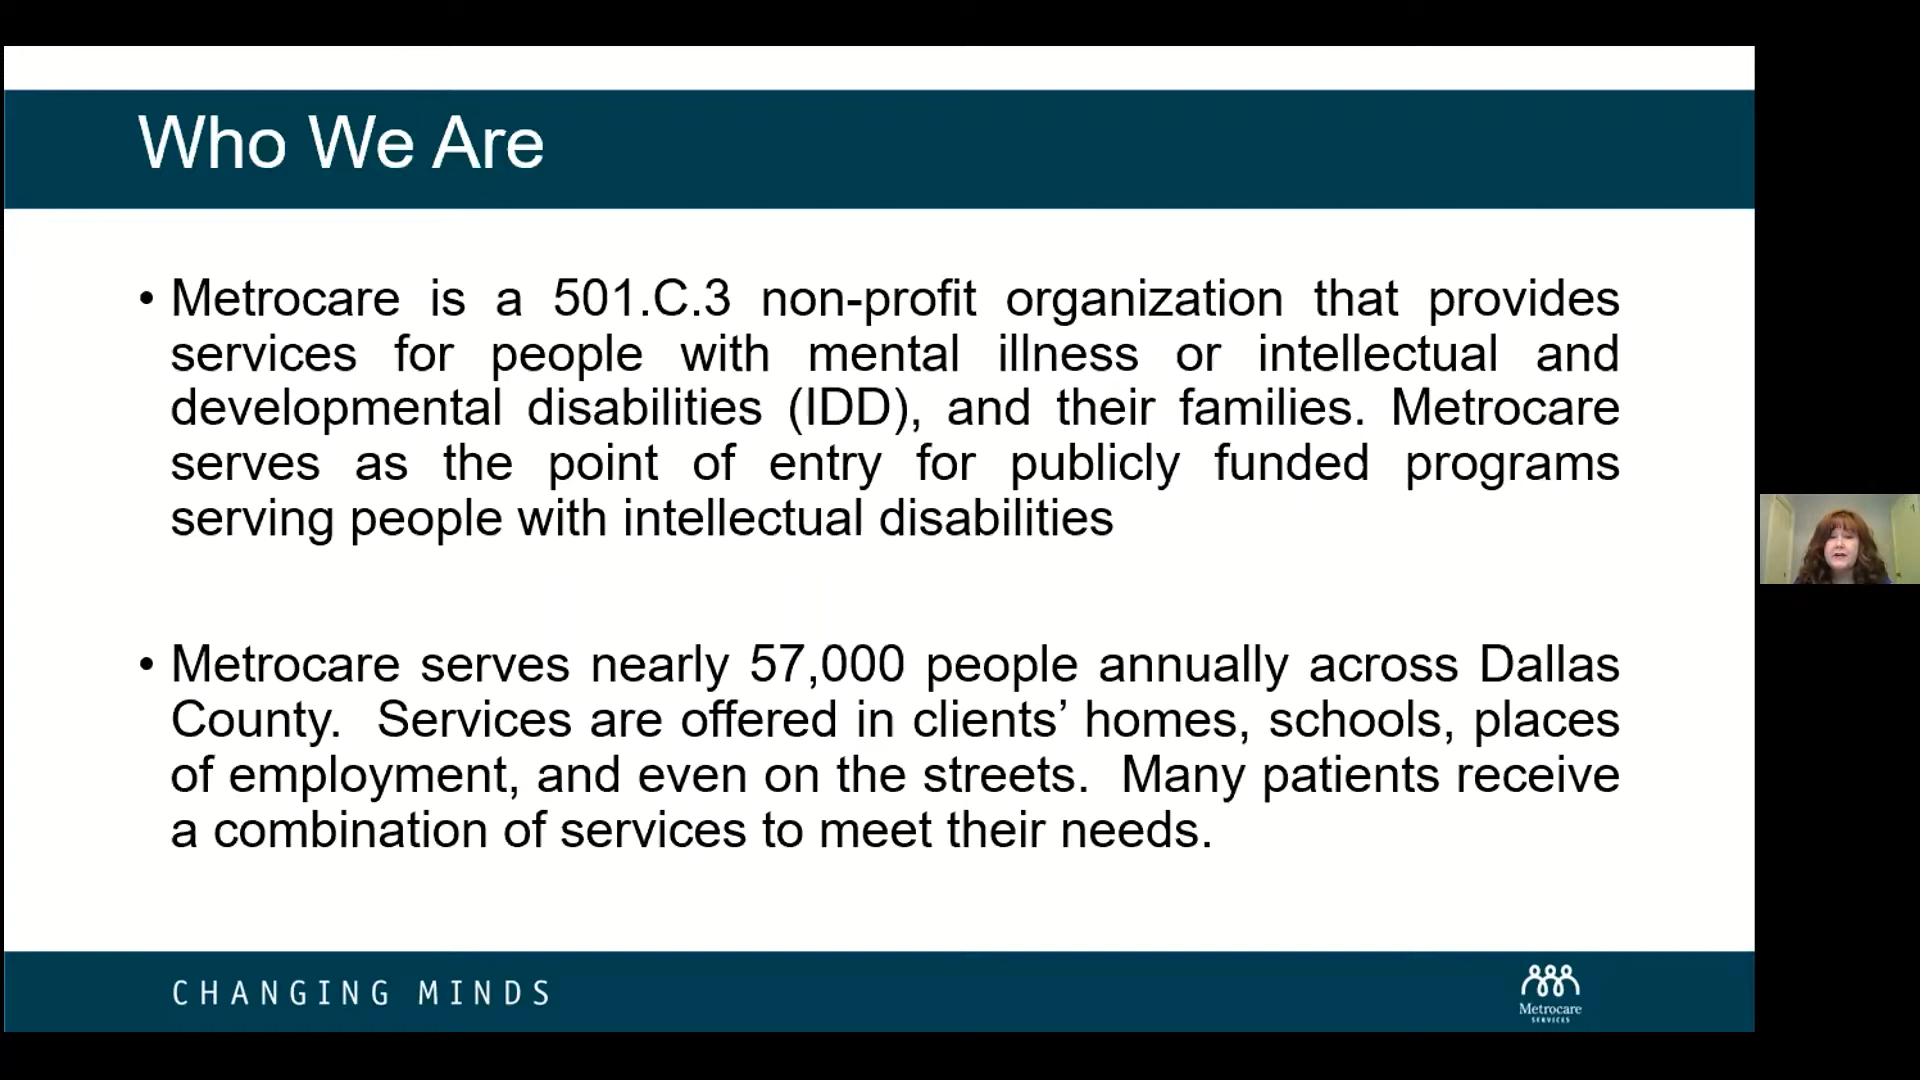 Who We Are
• Metrocare is a 501.C.3 non-profit organization that provides
services for people with mental illness or intellectual and
developmental disabilities (IDD), and their families. Metrocare
serves as the point of entry for publicly funded programs
serving people with intellectual disabilities
• Metrocare serves nearly 57,000 people annually across Dallas
County.  Services are offered in clients’ homes, schools, places
of employment, and even on the streets.  Many patients receive
a combination of services to meet their needs.
CHANGING MINDS
Metrocare
SERVICES